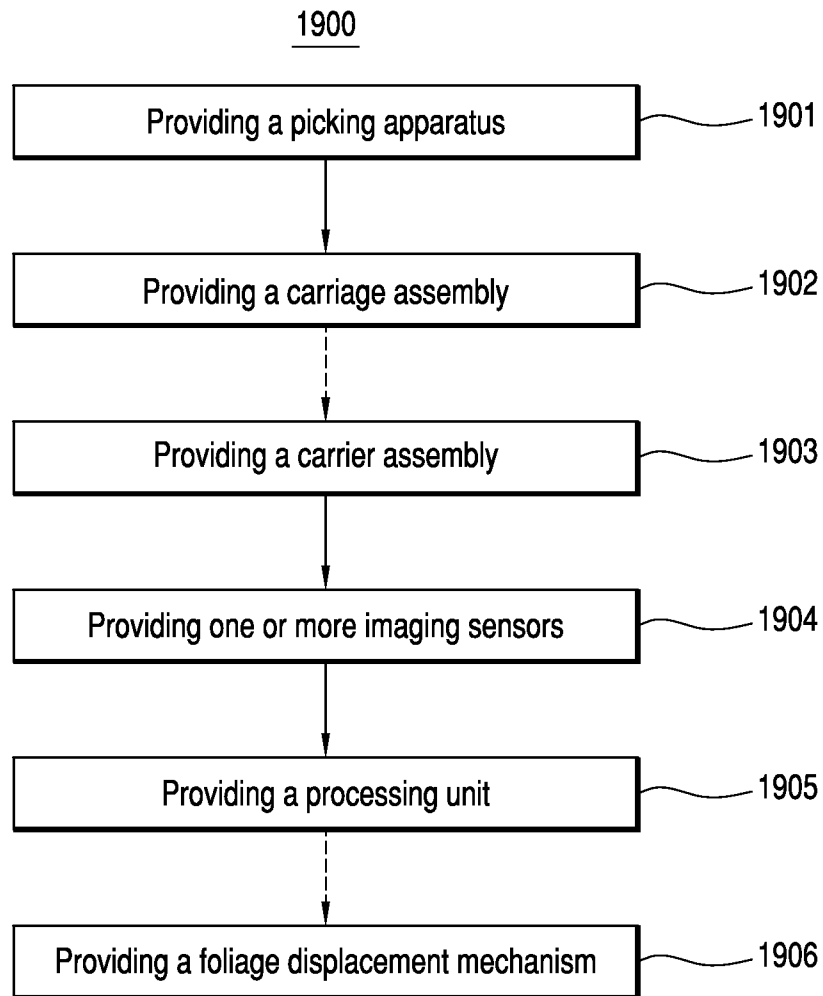 1900
Providing a picking apparatus
1901
Providing a carriage assembly
1902
Providing a carrier assembly
1903
Providing one or more imaging sensors
1904
Providing a processing unit
1905
Providing a foliage displacement mechanism
1906